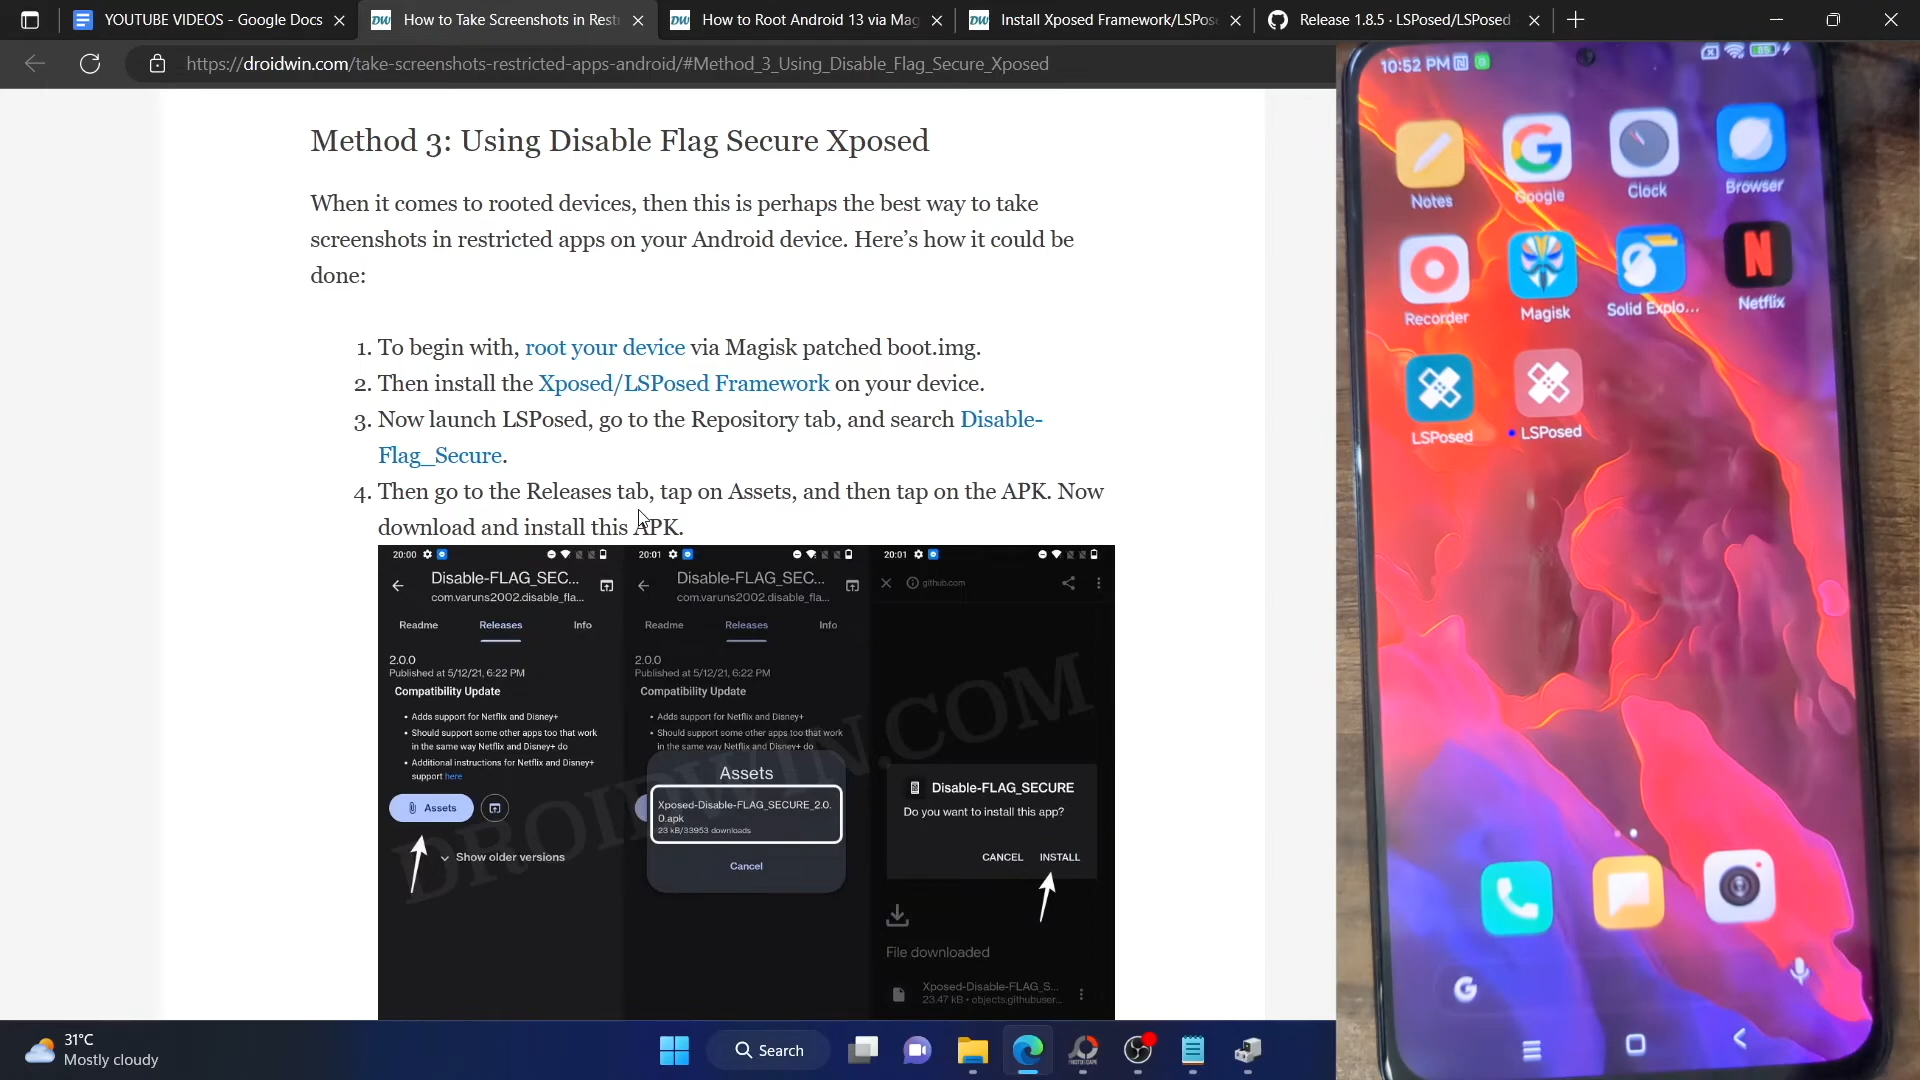 YOUTUBE VIDEOS - Google Docs
How to Take Screenshots in Rest
How to Root Android 13 via Mag
Install Xposed Framework/LSPos
Release 1.8.5 · LSPosed/LSPosed
https://droidwin.com/take-screenshots-restricted-apps-android/#Method_3_Using_Disable_Flag_Secure_Xposed
Method 3: Using Disable Flag Secure Xposed
When it comes to rooted devices, then this is perhaps the best way to take
screenshots in restricted apps on your Android device. Here's how it could be
done:
1. To begin with, root your device via Magisk patched boot.img.
2. Then install the Xposed/LSPosed Framework on your device.
3. Now launch LSPosed, go to the Repository tab, and search Disable-
Flag_Secure.
4. Then go to the Releases tab, tap on Assets, and then tap on the APK. Now
download and install this APK.
20:00
Disable-FLAG_SEC...
com.varuns2002.disable_fla...
Readme Releases Info
2.0.0
Published at 5/12/21, 6:22 PM
Compatibility Update
• Adds support for Netflix and Disney+
• Should support some other apps too that work
in the same way Netflix and Disney+ do
• Additional instructions for Netflix and Disney+
support here
Assets
Show older versions
20:01
Disable-FLAG_SEC...
com.varuns2002.disable_fla...
Readme Releases Info
2.0.0
Published at 5/12/21, 6:22 PM
Compatibility Update
• Adds support for Netflix and Disney+
• Should support some other apps too that work
in the same way Netflix and Disney+ do
Assets
Xposed-Disable-FLAG_SECURE_2.0.
0.apk
23 kB/33953 downloads
Cancel
20:01
github.com
Disable-FLAG_SECURE
Do you want to install this app?
CANCEL INSTALL
File downloaded
Xposed-Disable-FLAG_S...
23.47 kB • objects.githubuser...
DROIDWIN.COM
10:52 PM
Notes
Google
Clock
Browser
Recorder
Magisk
Solid Explo...
Netflix
LSPosed
LSPosed
31°C
Mostly cloudy
Search